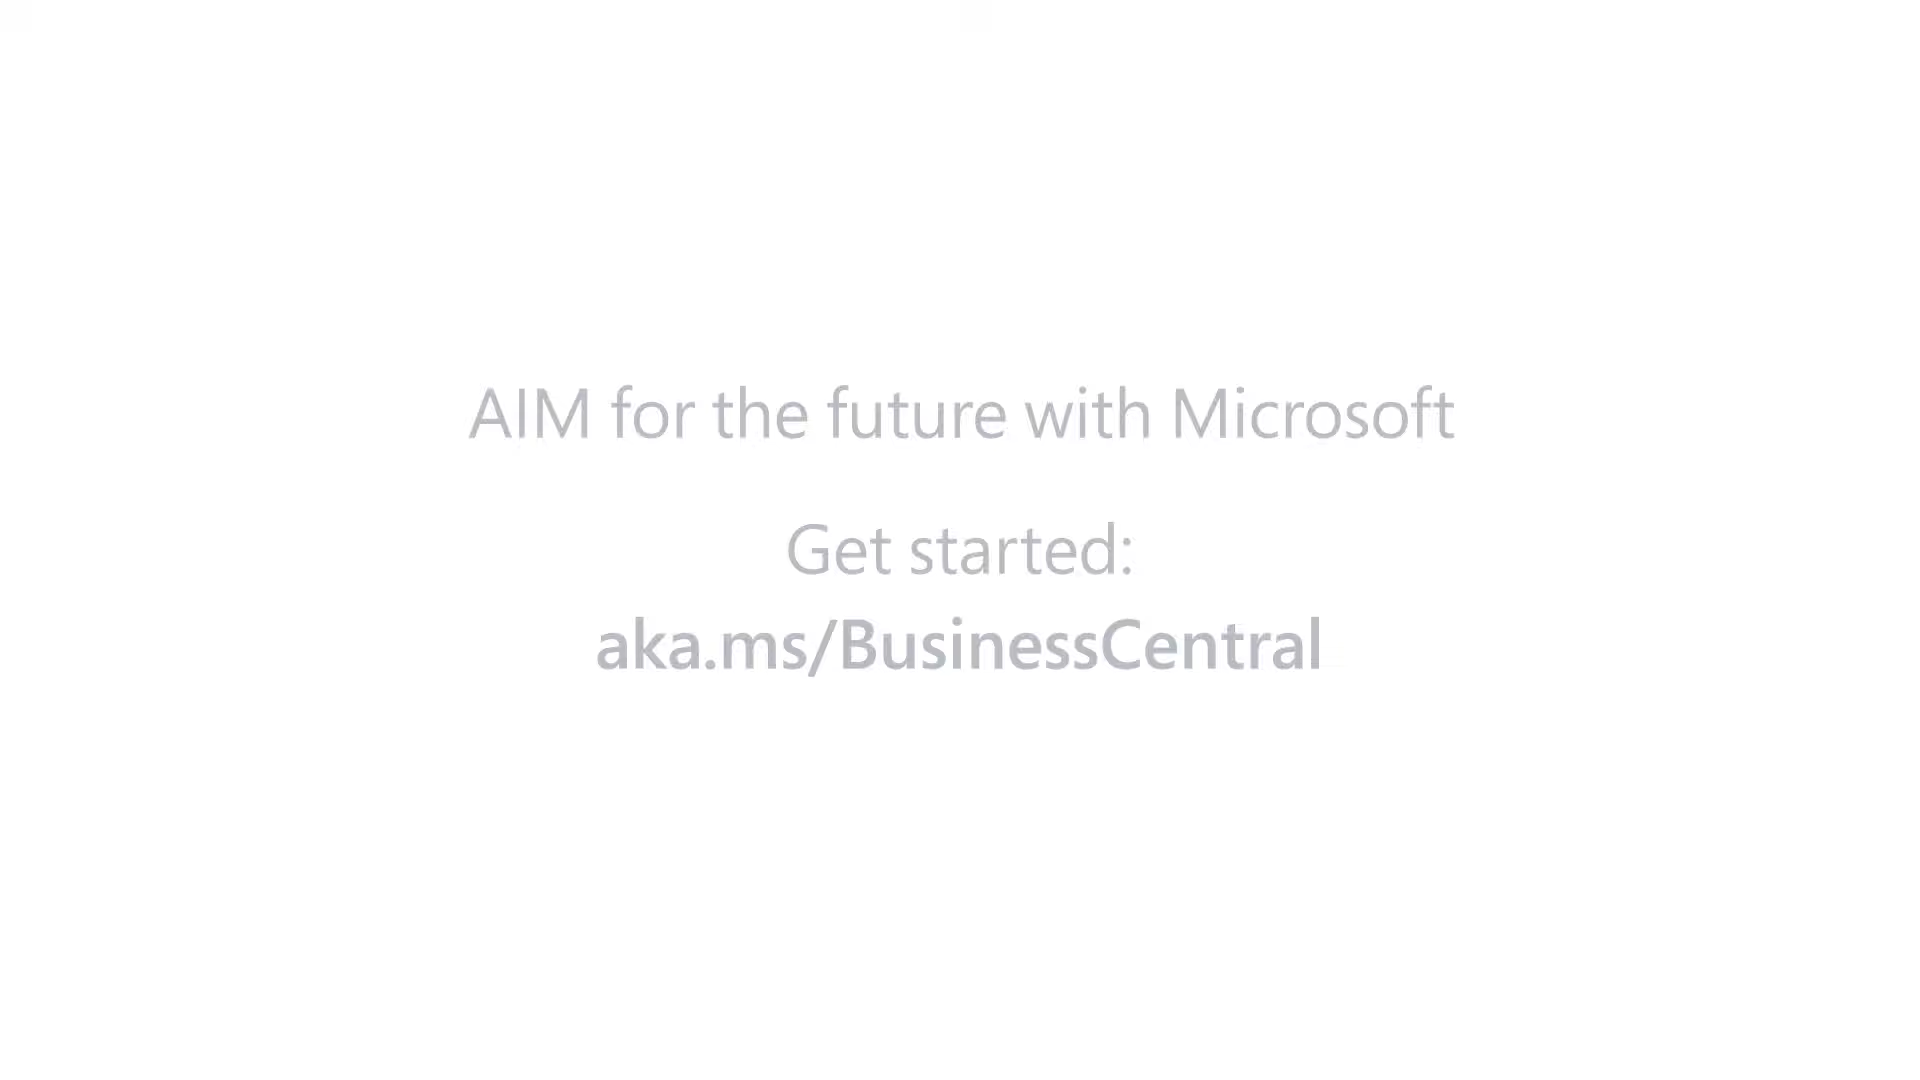 AIM for the future with Microsoft
Get started:
aka.ms/BusinessCentral